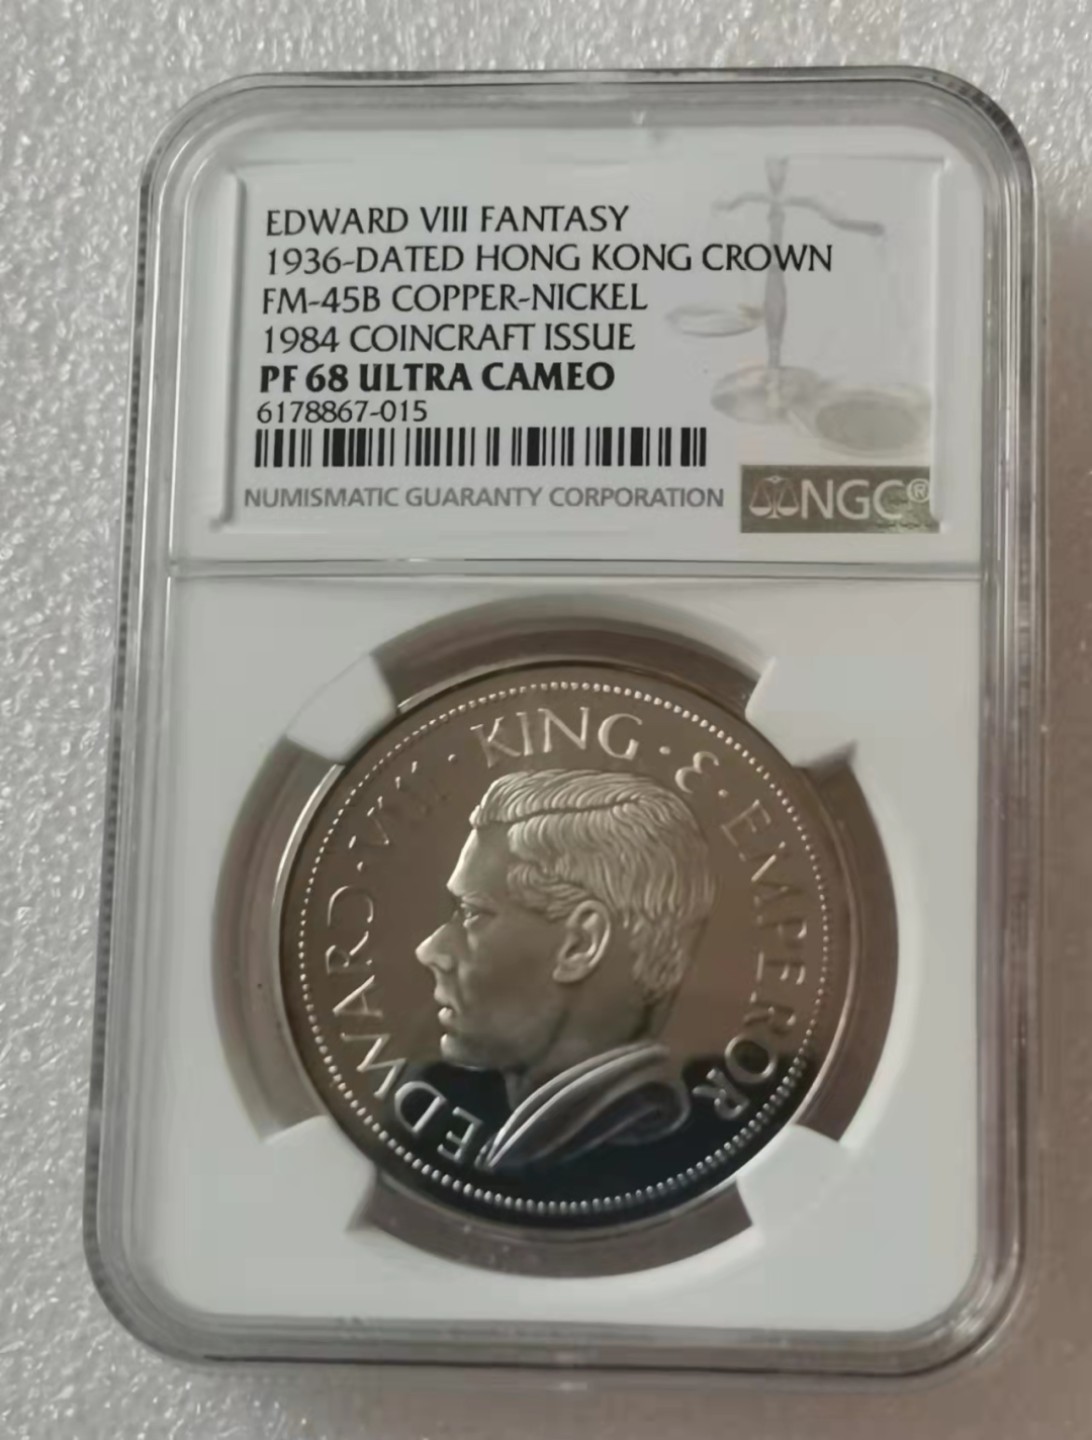 EDWARD VIII FANTASY
1936-DATED HONG KONG CROWN
FM-45B COPPER-NICKEL
1984 COINCRAFT ISSUE
PF 68 ULTRA CAMEO
6178867-015
NUMISMATIC GUARANTY CORPORATION
NGC®
EDWARD·VIII·KING·&·EMPEROR